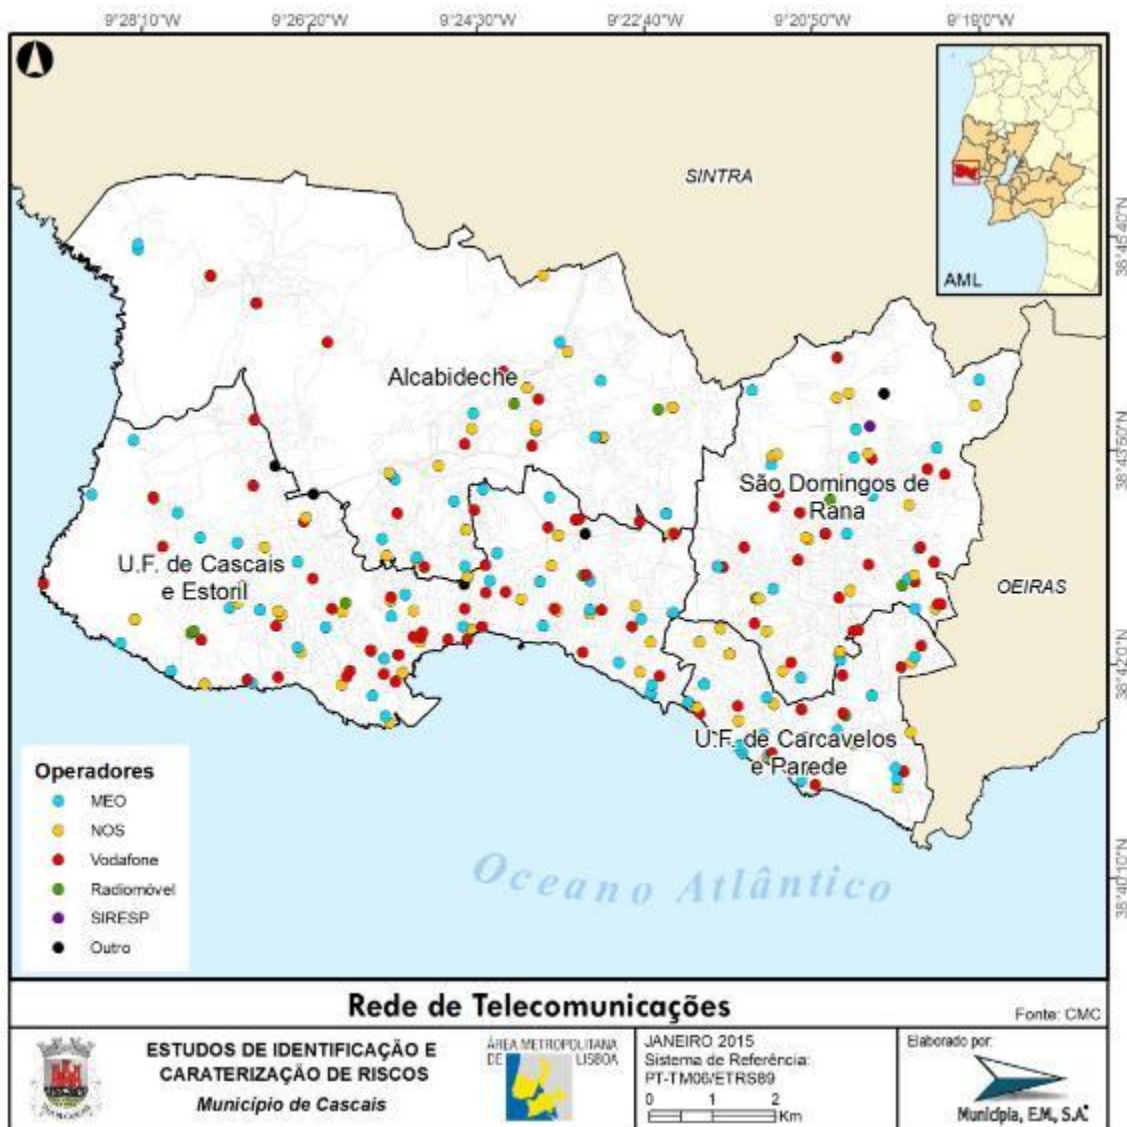 9°28'10"W 9°26'20"W 9°24'30"W 9°22'40"W 9°20'50"W 9°19'0"W
SINTRA
AML
38°45'40"N
Alcabideche
38°43'50"N
São Domingos de
Rana
U.F. de Cascais
e Estoril
OEIRAS
38°42'0"N
U.F. de Carcavelos
e Parede
Operadores
MEO
NOS
Vodafone
Radiomóvel
SIRESP
Outro
Oceano Atlântico
38°40'10"N
Rede de Telecomunicações
Fonte: CMC
ESTUDOS DE IDENTIFICAÇÃO E
CARATERIZAÇÃO DE RISCOS
Município de Cascais
ÁREA METROPOLITANA
DE LISBOA
JANEIRO 2015
Sistema de Referência:
PT-TM06/ETRS89
0 1 2
Km
Elaborado por:
Municípia, E.M., S.A.